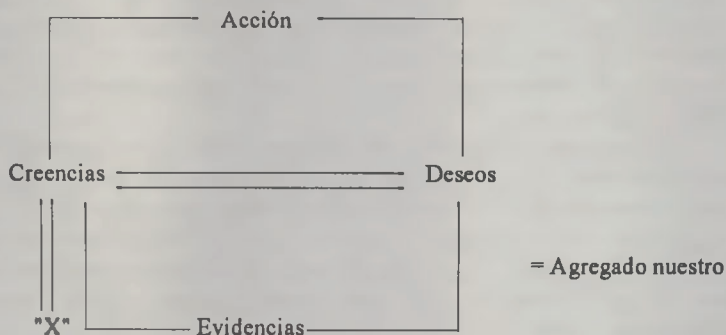 Acción
Creencias
Deseos
= Agregado nuestro
"X"
Evidencias